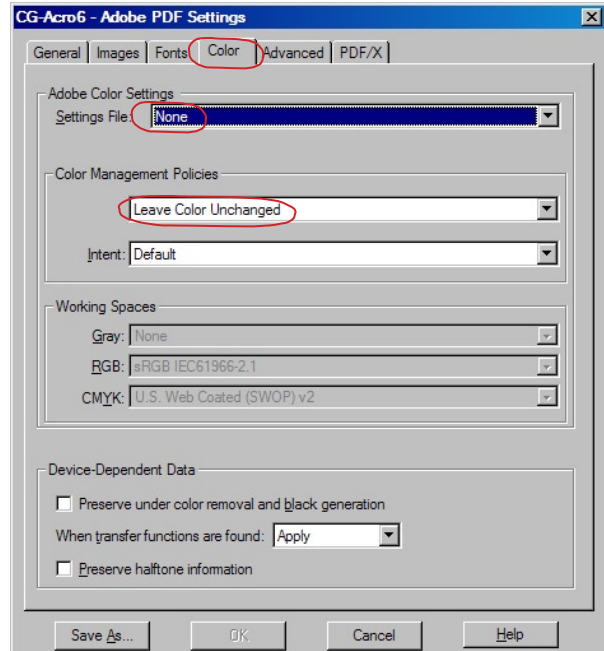 CG-Acro6 - Adobe PDF Settings
General Images Fonts Color Advanced PDF/X
Adobe Color Settings
Settings File: None
Color Management Policies
Leave Color Unchanged
Intent: Default
Working Spaces
Gray: None
RGB: sRGB IEC61966-2.1
CMYK: U.S. Web Coated (SWOP) v2
Device-Dependent Data
Preserve under color removal and black generation
When transfer functions are found: Apply
Preserve halftone information
Save As... OK Cancel Help